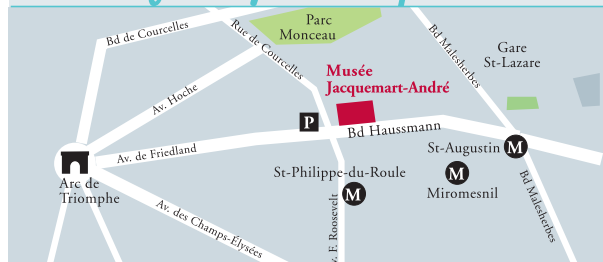 Parc
Monceau
Bd de Courcelles
Rue de Courcelles
Bd Malesherbes
Gare
St-Lazare
Musée
Jacquemart-André
Av. Hoche
P
Bd Haussmann
Av. de Friedland
St-Augustin
M
St-Philippe-du-Roule
M
M
Miromesnil
Arc de
Triomphe
Av. des Champs-Élysées
F. Roosevelt
Bd Malesherbes